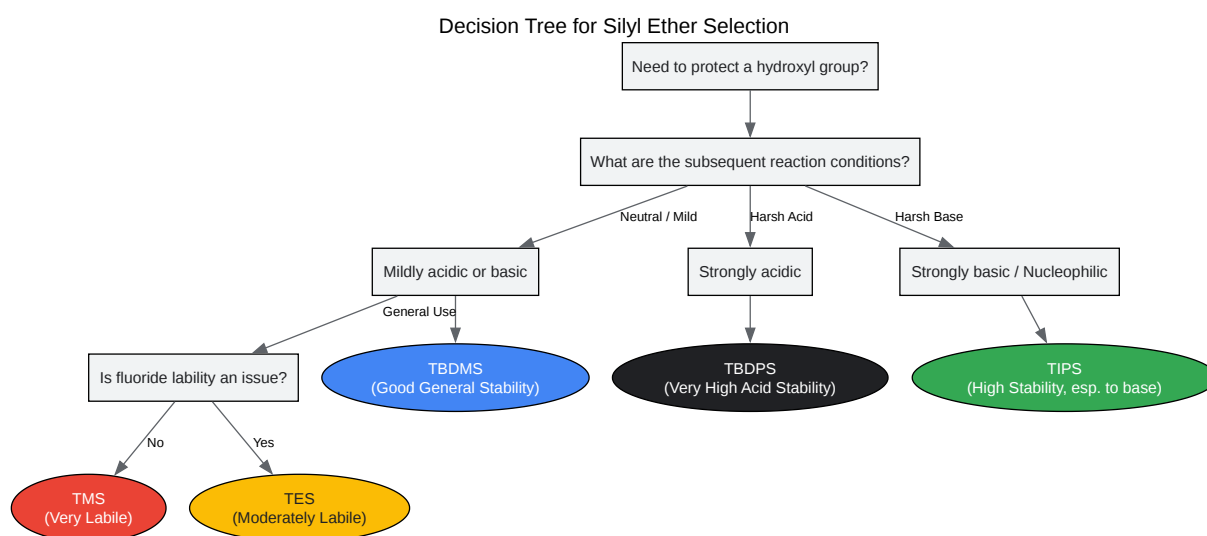 Decision Tree for Silyl Ether Selection
Need to protect a hydroxyl group?
What are the subsequent reaction conditions?
Neutral / Mild
Harsh Acid
Harsh Base
Mildly acidic or basic
Strongly acidic
Strongly basic / Nucleophilic
General Use
Is fluoride lability an issue?
TBDMS
(Good General Stability)
TBDPS
(Very High Acid Stability)
TIPS
(High Stability, esp. to base)
No
Yes
TMS
(Very Labile)
TES
(Moderately Labile)